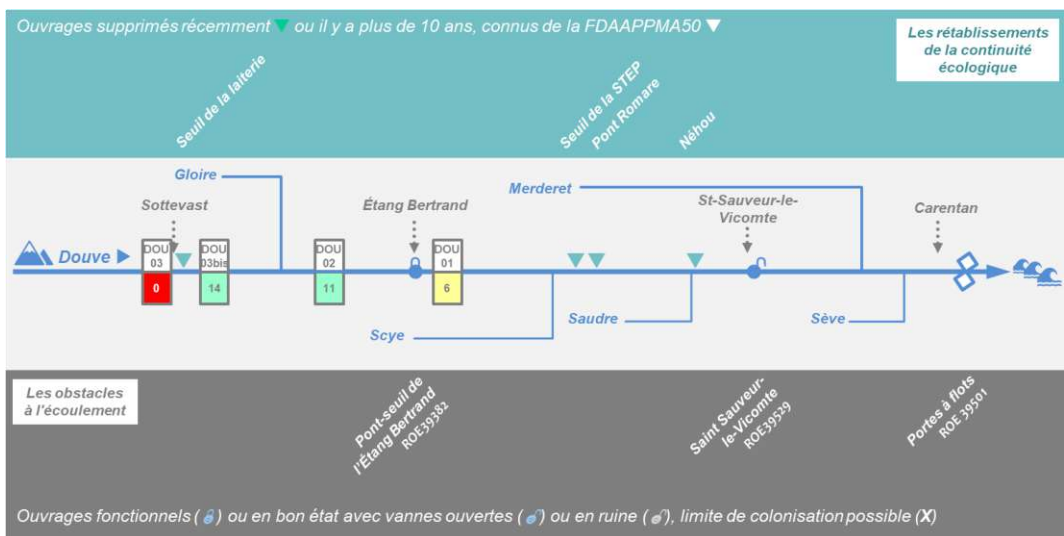 Ouvrages supprimés récemment ▼ ou il y a plus de 10 ans, connus de la FDAAPPMA50 ▼
Les rétablissements
de la continuité
écologique
Seuil de la laiterie
Seuil de la STEP
Pont Romare
Néhou
Gloire
Merderet
Sottevast
Étang Bertrand
St-Sauveur-le-
Vicomte
Carentan
Douve
DOU
03
0
DOU
03bis
14
DOU
02
11
DOU
01
6
Scye
Saudre
Sève
Les obstacles
à l'écoulement
Pont-seuil de
l'Étang Bertrand
ROE39382
Saint Sauveur-
le-Vicomte
ROE39529
Portes à flots
ROE 39501
Ouvrages fonctionnels ( ) ou en bon état avec vannes ouvertes ( ) ou en ruine ( ), limite de colonisation possible (X)